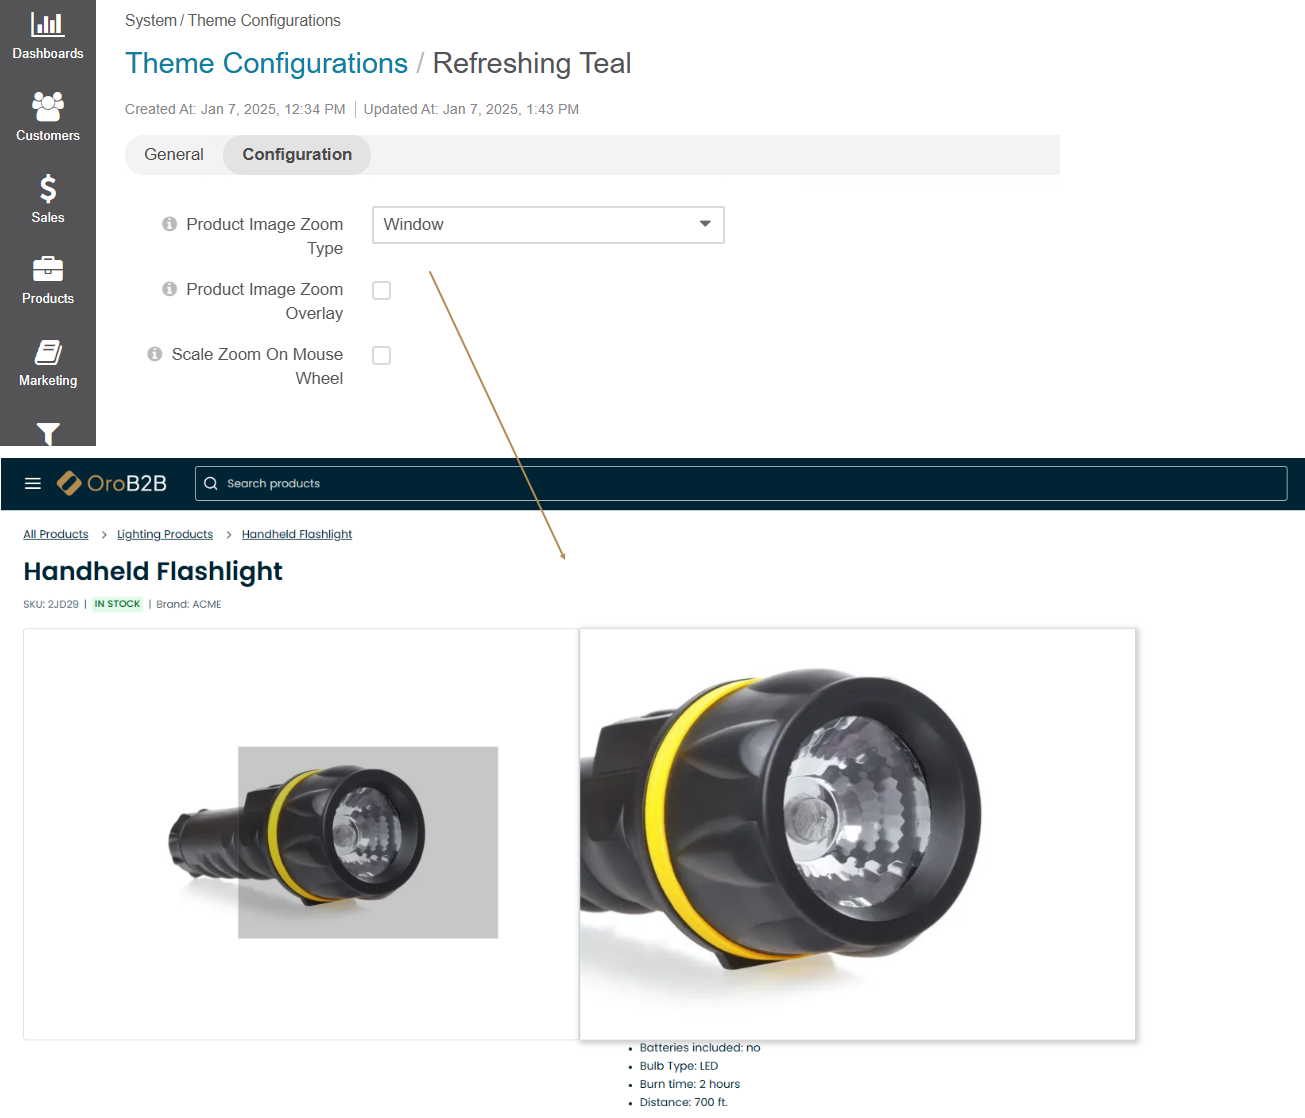 Dashboards
Customers
Sales
Products
Marketing
System / Theme Configurations
Theme Configurations / Refreshing Teal
Created At: Jan 7, 2025, 12:34 PM | Updated At: Jan 7, 2025, 1:43 PM
General Configuration
Product Image Zoom
Type
Window
Product Image Zoom
Overlay
Scale Zoom On Mouse
Wheel
OroB2B Search products
All Products > Lighting Products > Handheld Flashlight
Handheld Flashlight
SKU: 2JD29 | IN STOCK | Brand: ACME
• Batteries included: no
• Bulb Type: LED
• Burn time: 2 hours
• Distance: 700 ft.